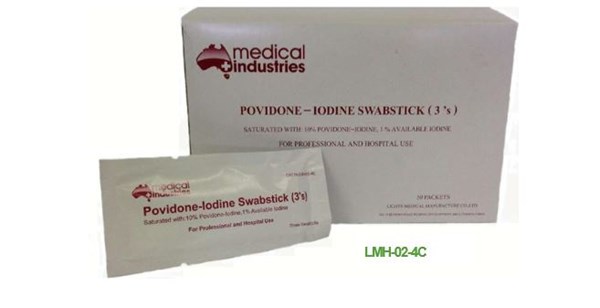 medical
industries
POVIDONE-IODINE SWABSTICK ( 3 's )
SATURATED WITH: 10% POVIDONE-IODINE, 1% AVAILABLE IODINE
FOR PROFESSIONAL AND HOSPITAL USE
medical
industries
Povidone-Iodine Swabstick (3's)
Saturated with:10% Povidone-Iodine,1% Available Iodine
For Professional and Hospital Use
PACKETS
LMH-02-4C